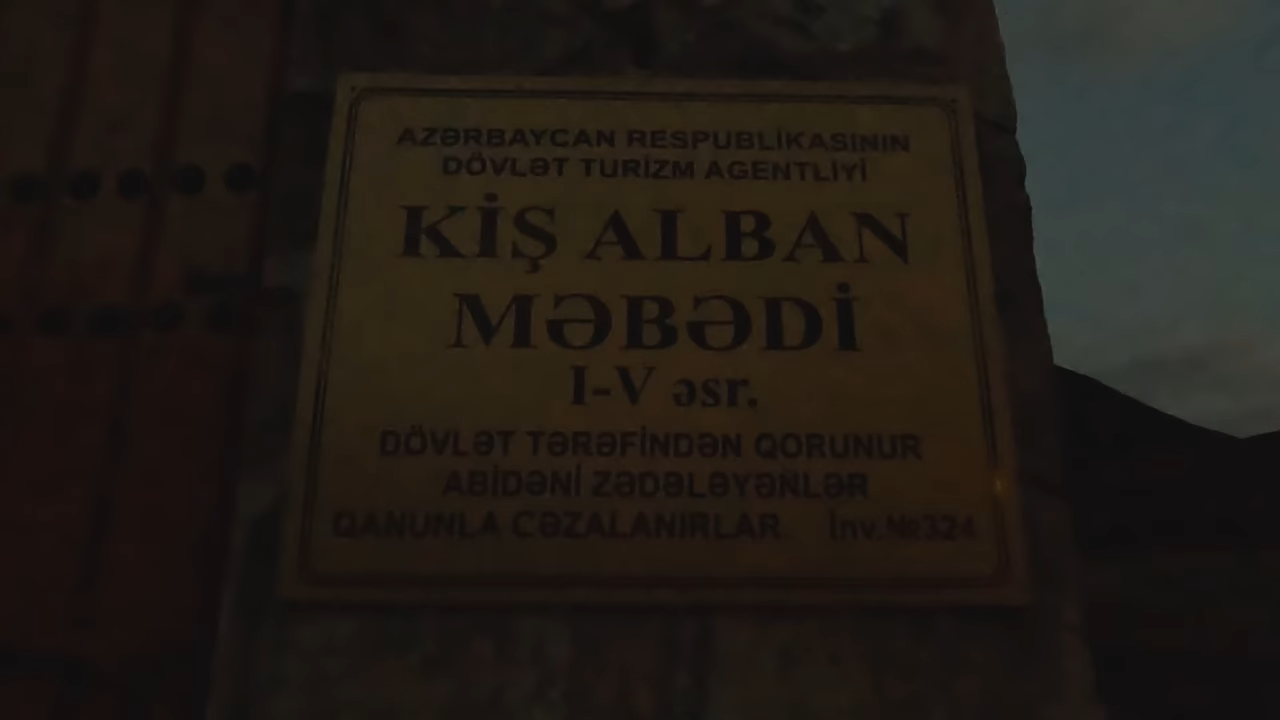 AZƏRBAYCAN RESPUBLİKASININ
DÖVLƏT TURİZM AGENTLİYİ
KİŞ ALBAN
MƏBƏDİ
I-V əsr.
DÖVLƏT TƏRƏFİNDƏN QORUNUR
ABİDƏNİ ZƏDƏLƏYƏNLƏR
QANUNLA CƏZALANIRLAR. İnv.№324